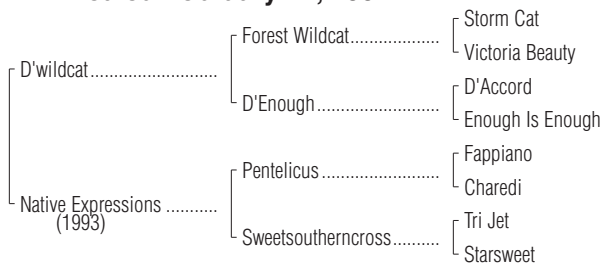 Storm Cat
Forest Wildcat
Victoria Beauty
D'wildcat
D'Accord
D'Enough
Enough Is Enough
Fappiano
Pentelicus
Charedi
Native Expressions
(1993)
Tri Jet
Sweetsoutherncross
Starsweet